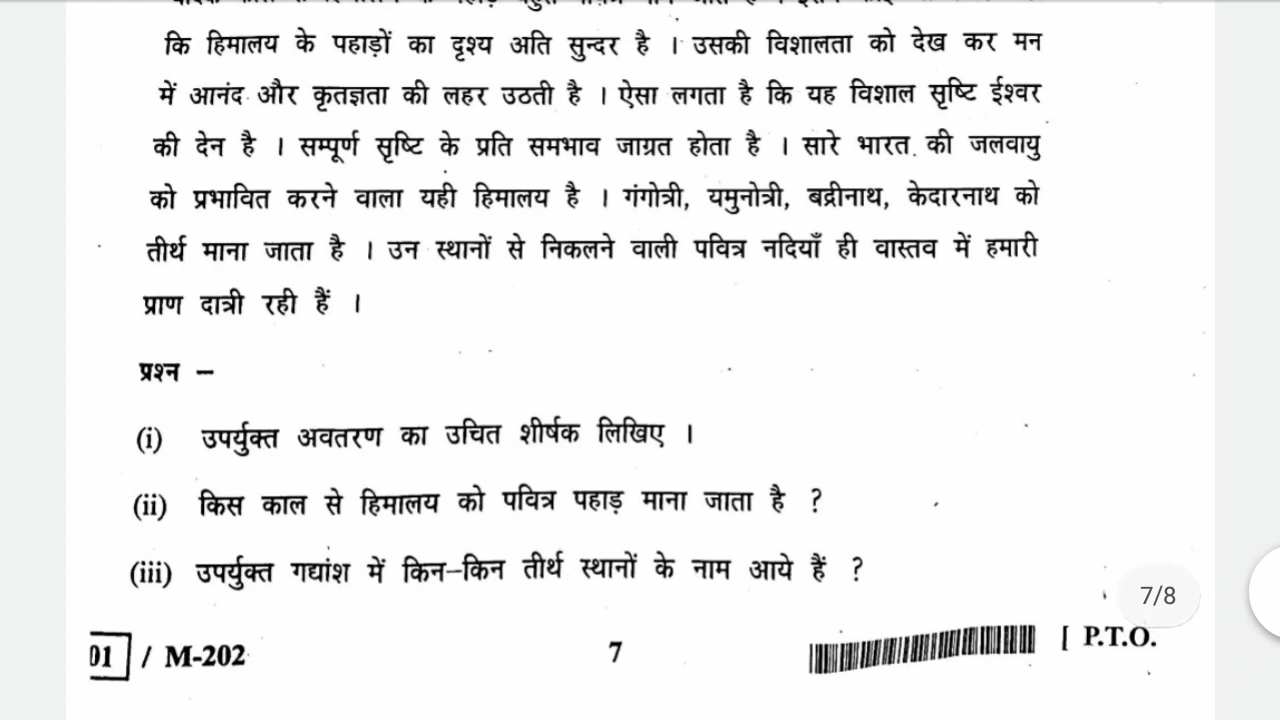 कि हिमालय के पहाड़ों का दृश्य अति सुन्दर है । उसकी विशालता को देख कर मन
में आनंद और कृतज्ञता की लहर उठती है । ऐसा लगता है कि यह विशाल सृष्टि ईश्वर
की देन है । सम्पूर्ण सृष्टि के प्रति समभाव जाग्रत होता है । सारे भारत की जलवायु
को प्रभावित करने वाला यही हिमालय है । गंगोत्री, यमुनोत्री, बद्रीनाथ, केदारनाथ को
तीर्थ माना जाता है । उन स्थानों से निकलने वाली पवित्र नदियाँ ही वास्तव में हमारी
प्राण दात्री रही हैं ।
प्रश्न –
(i) उपर्युक्त अवतरण का उचित शीर्षक लिखिए ।
(ii) किस काल से हिमालय को पवित्र पहाड़ माना जाता है ?
(iii) उपर्युक्त गद्यांश में किन–किन तीर्थ स्थानों के नाम आये हैं ?
7/8
01 / M-202 7 [ P.T.O.